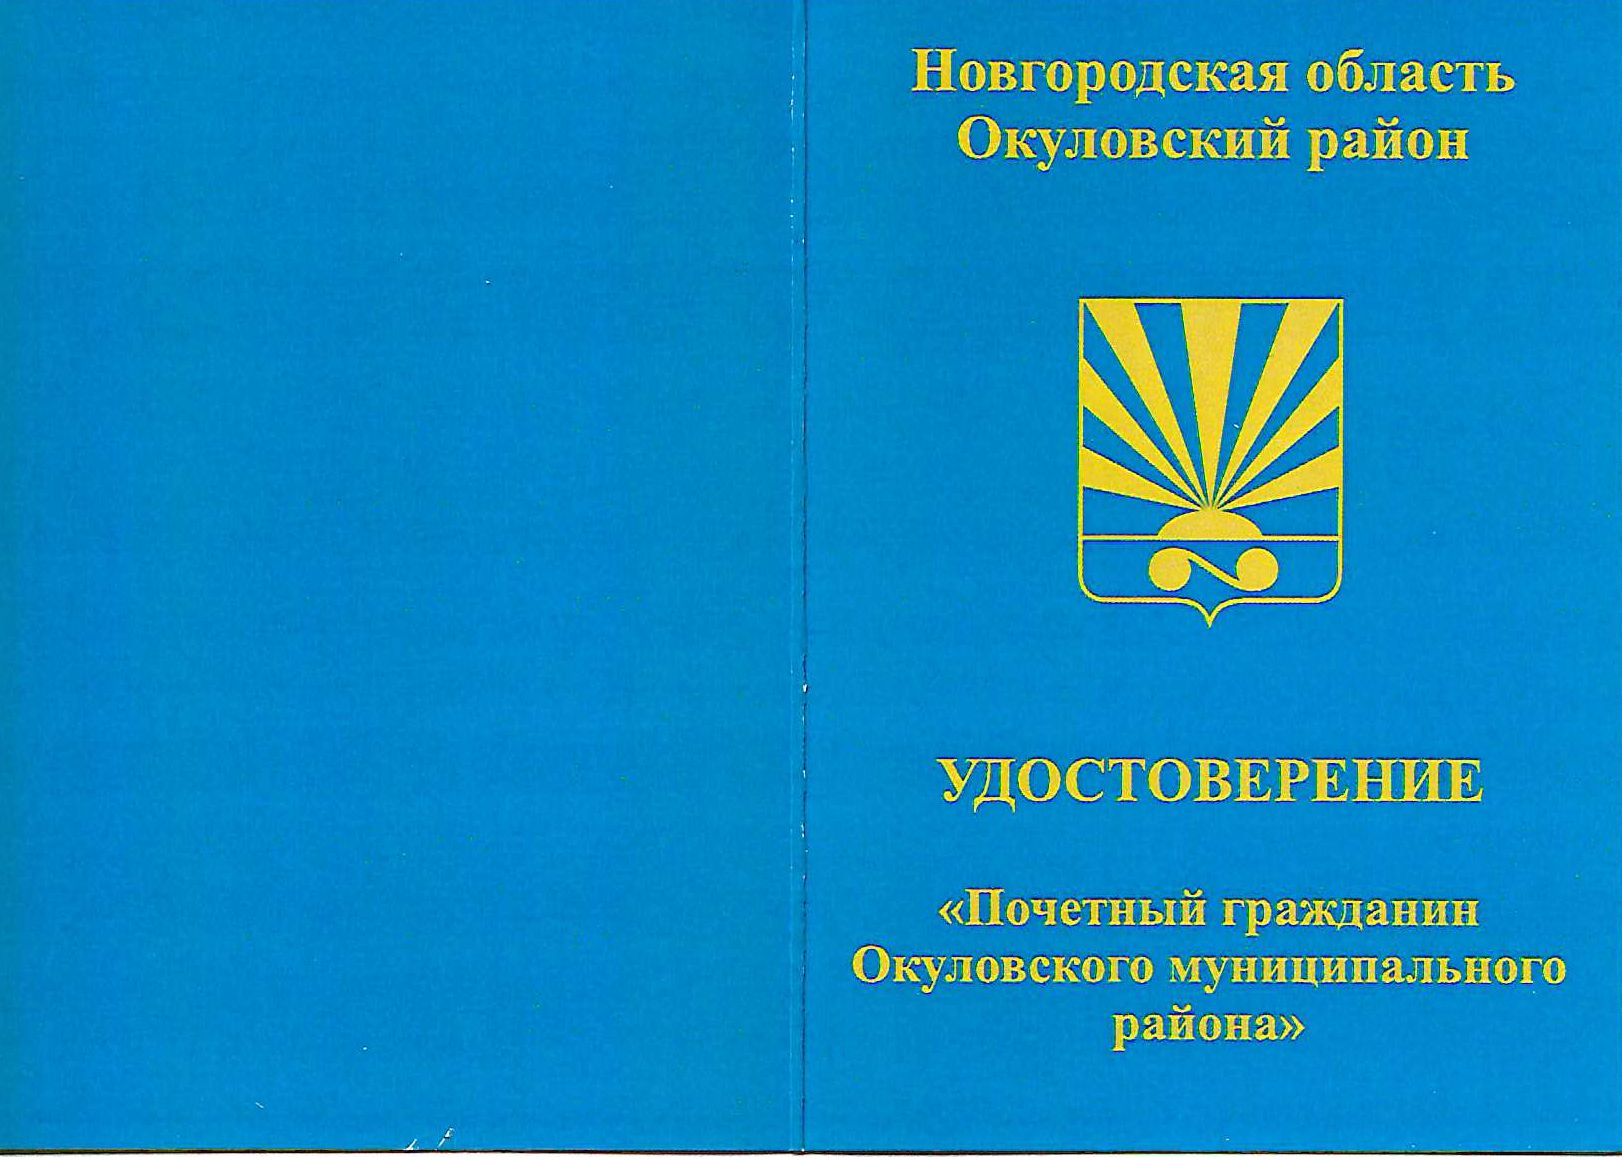 Новгородская область
Окуловский район
УДОСТОВЕРЕНИЕ
«Почетный гражданин
Окуловского муниципального
района»